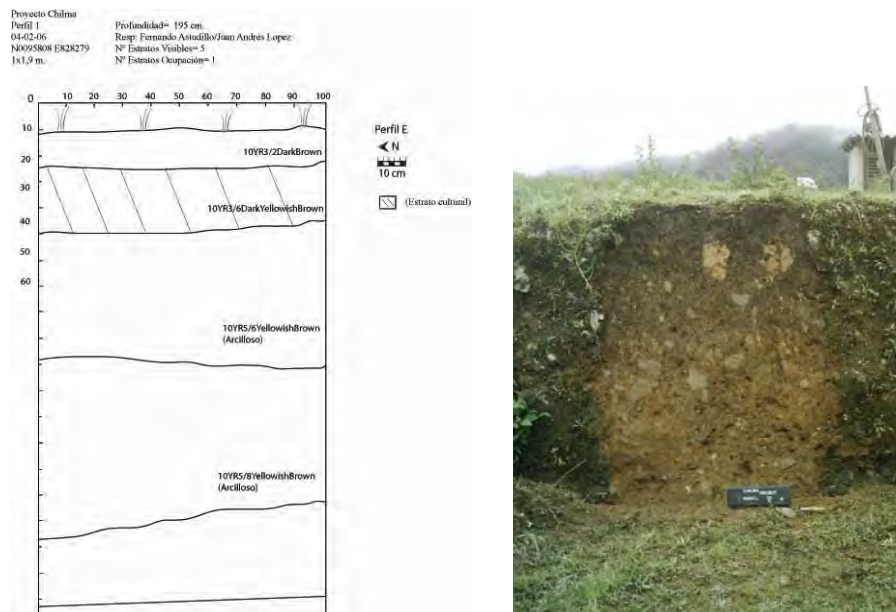 Proyecto Chilma
Perfil 1
04-02-06
N0095808 E828279
1x1,9 m.
Profundidad= 195 cm.
Resp: Fernando Astudillo/Juan Andrés Lopez
Nº Estratos Visibles= 5
Nº Estratos Ocupación= 1
0 10 20 30 40 50 60 70 80 90 100
10
20
30
40
50
60
10YR3/2DarkBrown
10YR3/6DarkYellowishBrown
10YR5/6YellowishBrown
(Arcilloso)
10YR5/8YellowishBrown
(Arcilloso)
Perfil E
N
10 cm
(Estrato cultural)